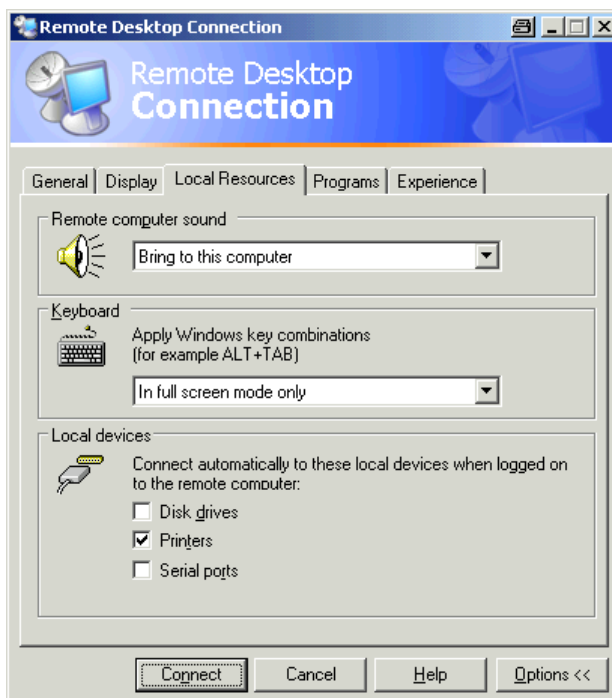 Remote Desktop Connection
Remote Desktop
Connection
General Display Local Resources Programs Experience
Remote computer sound
Bring to this computer
Keyboard
Apply Windows key combinations
(for example ALT+TAB)
In full screen mode only
Local devices
Connect automatically to these local devices when logged on
to the remote computer:
Disk drives
Printers
Serial ports
Connect Cancel Help Options <<